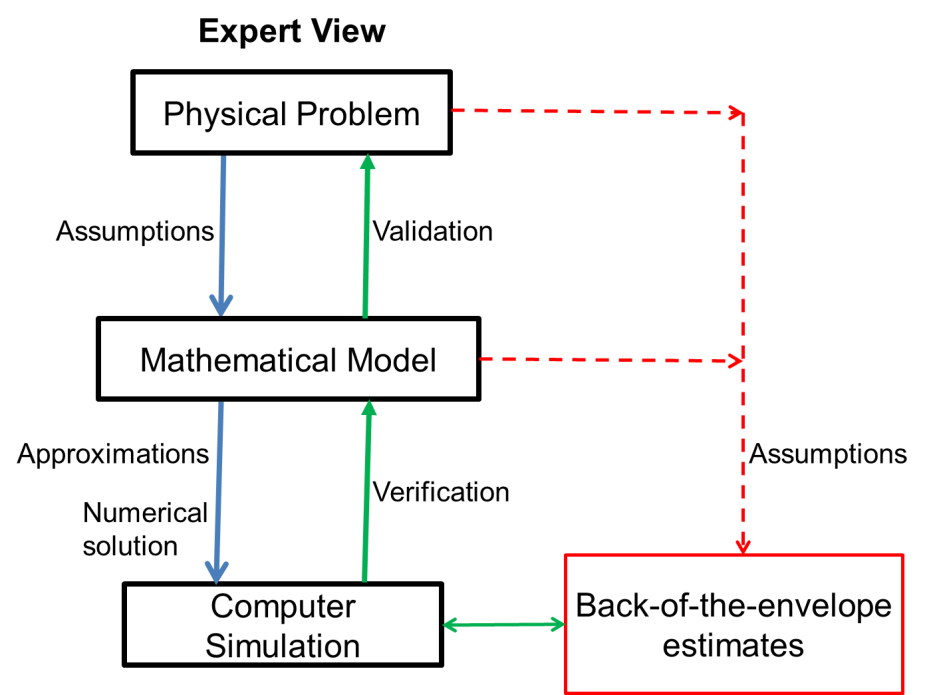 Expert View
Physical Problem
Assumptions
Validation
Mathematical Model
Approximations
Assumptions
Verification
Numerical
solution
Computer
Simulation
Back-of-the-envelope
estimates